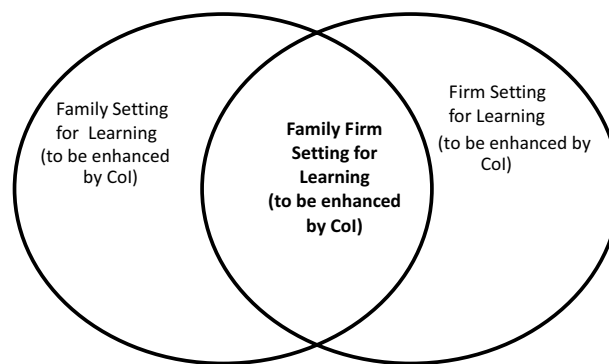 Family Setting
for Learning
(to be enhanced
by CoI)
Family Firm
Setting for
Learning
(to be enhanced
by CoI)
Firm Setting
for Learning
(to be enhanced by
CoI)